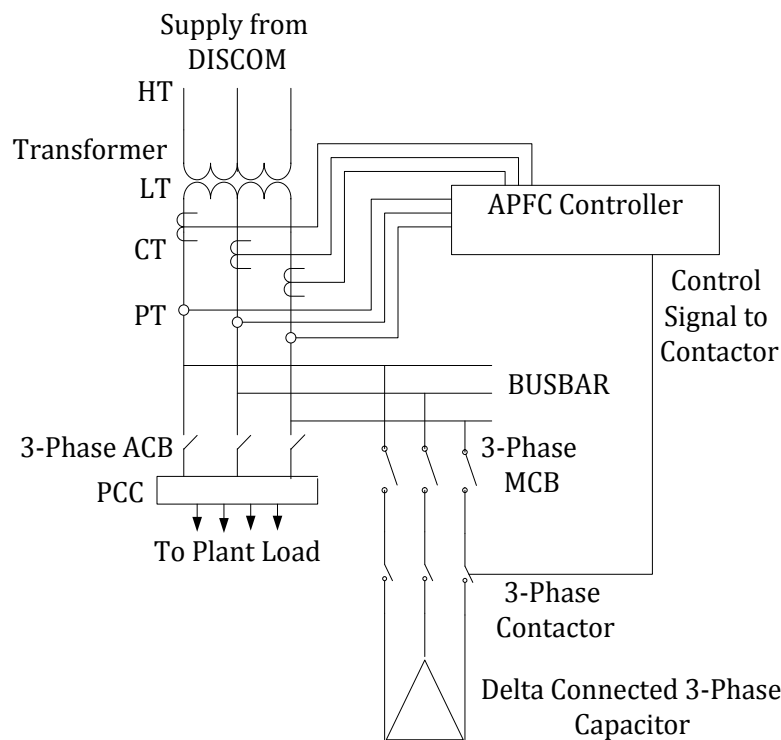 Supply from
DISCOM
HT
Transformer
LT
APFC Controller
CT
Control
Signal to
Contactor
PT
BUSBAR
3-Phase ACB
3-Phase
MCB
PCC
To Plant Load
3-Phase
Contactor
Delta Connected 3-Phase
Capacitor